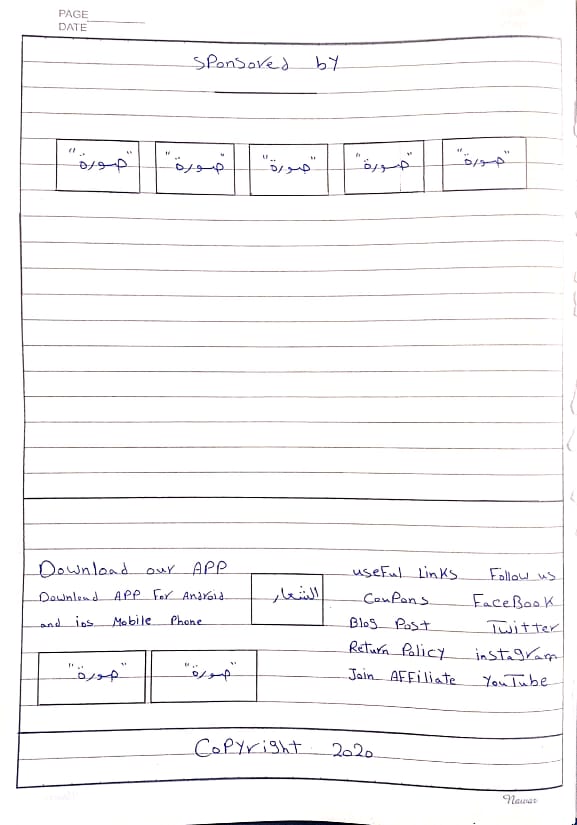 PAGE
DATE
Sponsored by
"صورة" "صورة" "صورة" "صورة" "صورة"
Download our APP
Downlead APP For Android
and ios Mobile Phone
"صورة" "صورة"
الشعار
useful Links
Coupons
Blog Post
Return Policy
Join AFFiliate
Follow us
FaceBook
Twitter
instagram
YouTube
Copyright 2020
Nawar